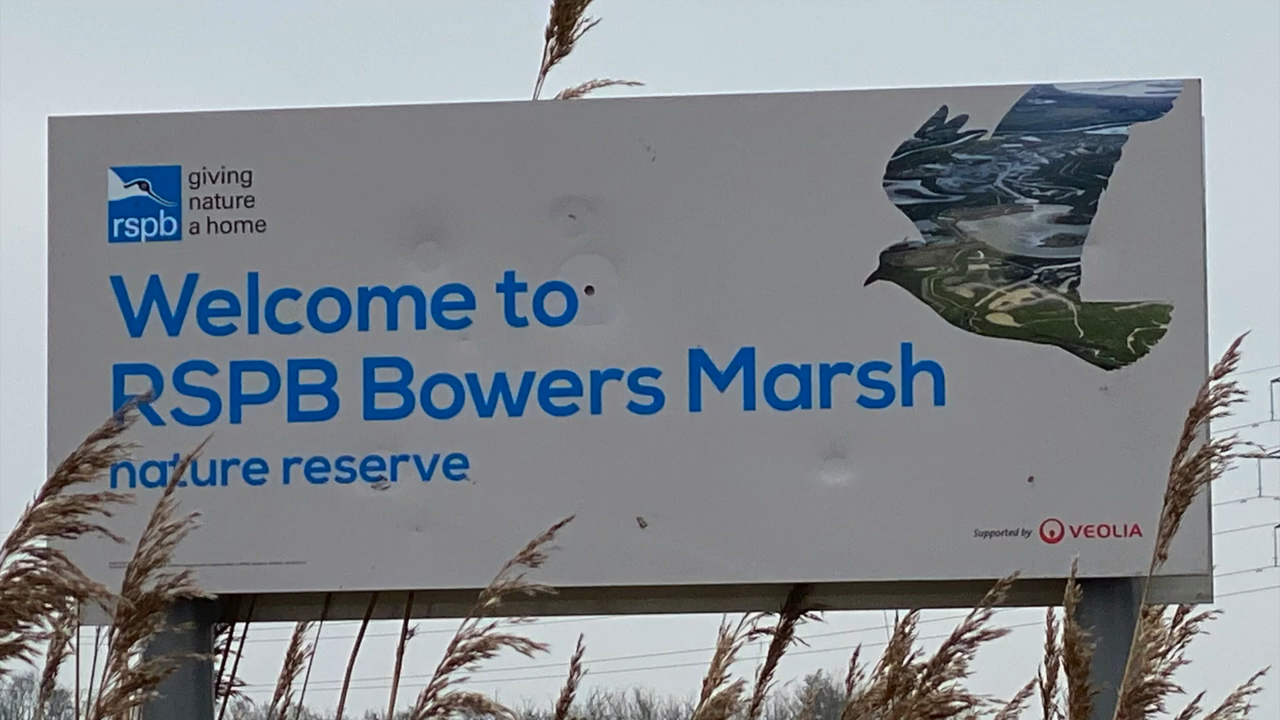 giving
nature
a home
rspb
Welcome to
RSPB Bowers Marsh
nature reserve
Supported by VEOLIA